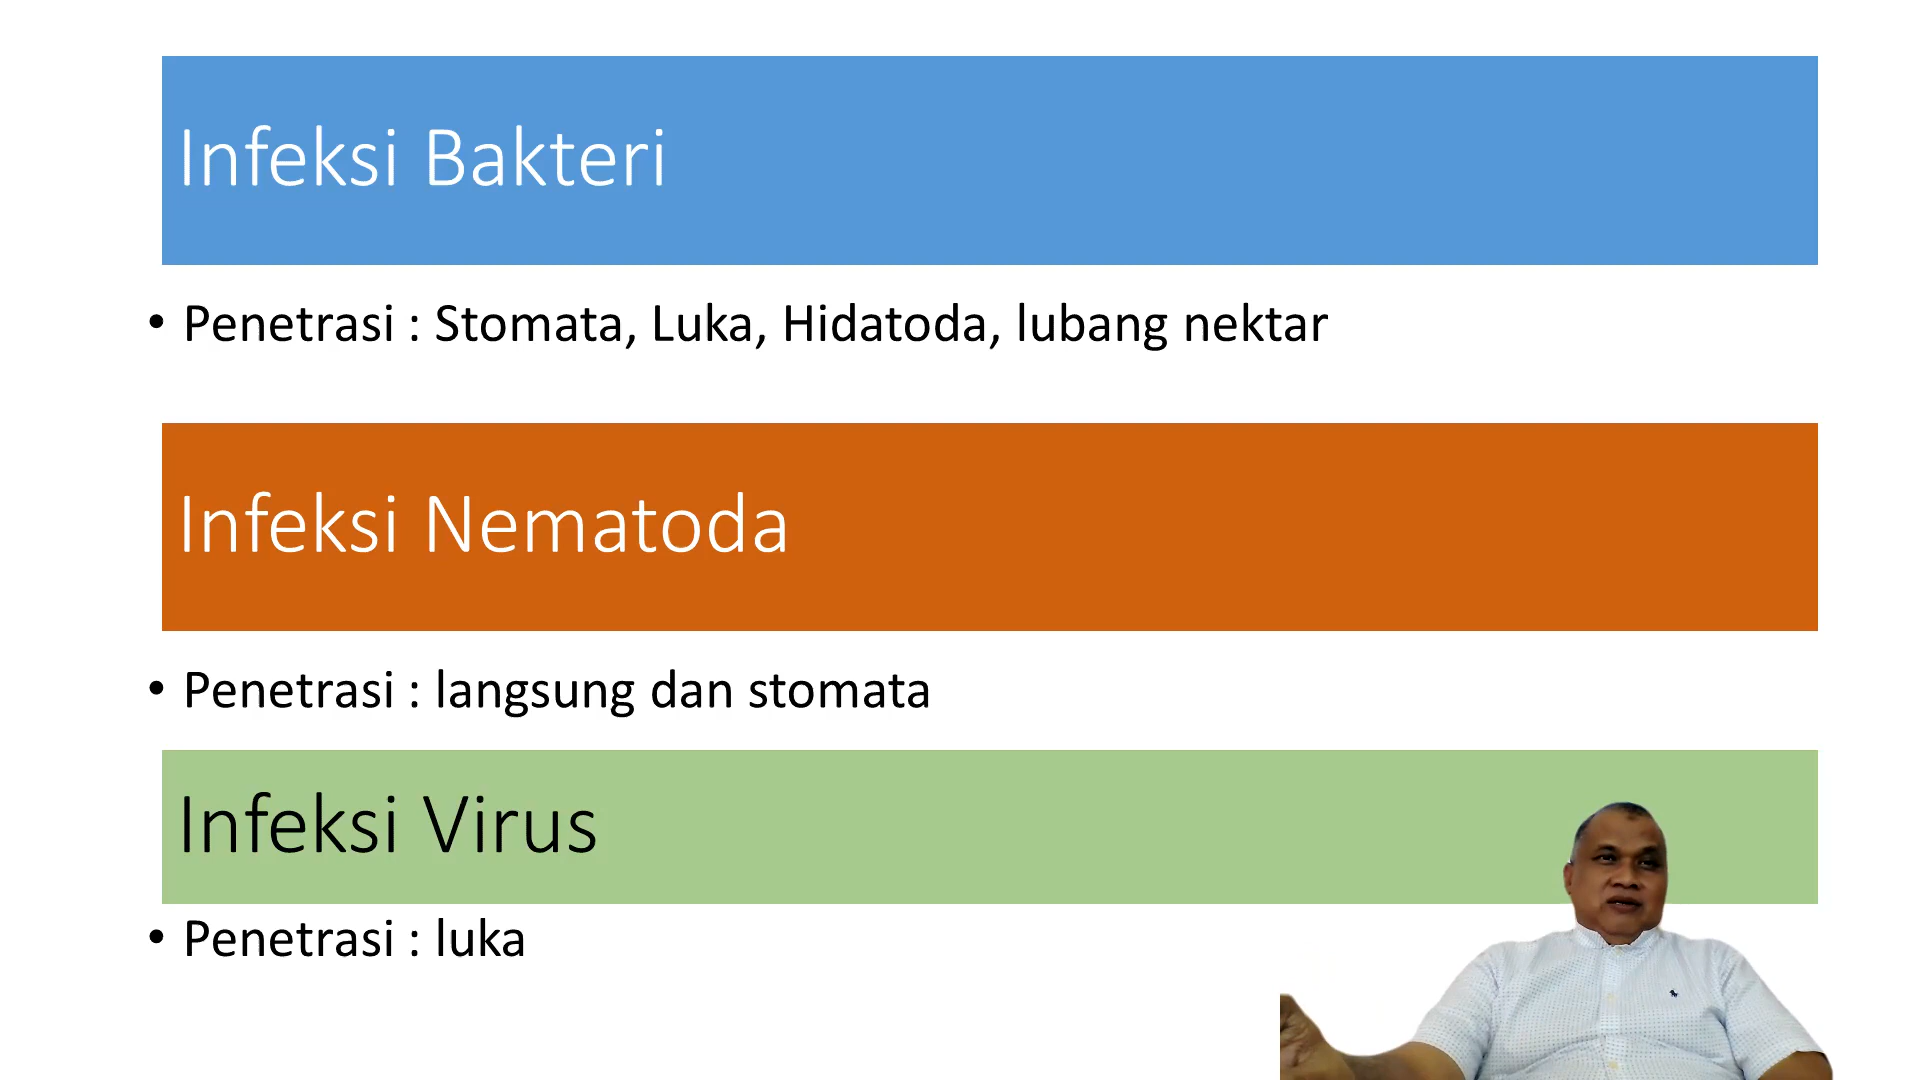 Infeksi Bakteri
• Penetrasi : Stomata, Luka, Hidatoda, lubang nektar
Infeksi Nematoda
• Penetrasi : langsung dan stomata
Infeksi Virus
• Penetrasi : luka